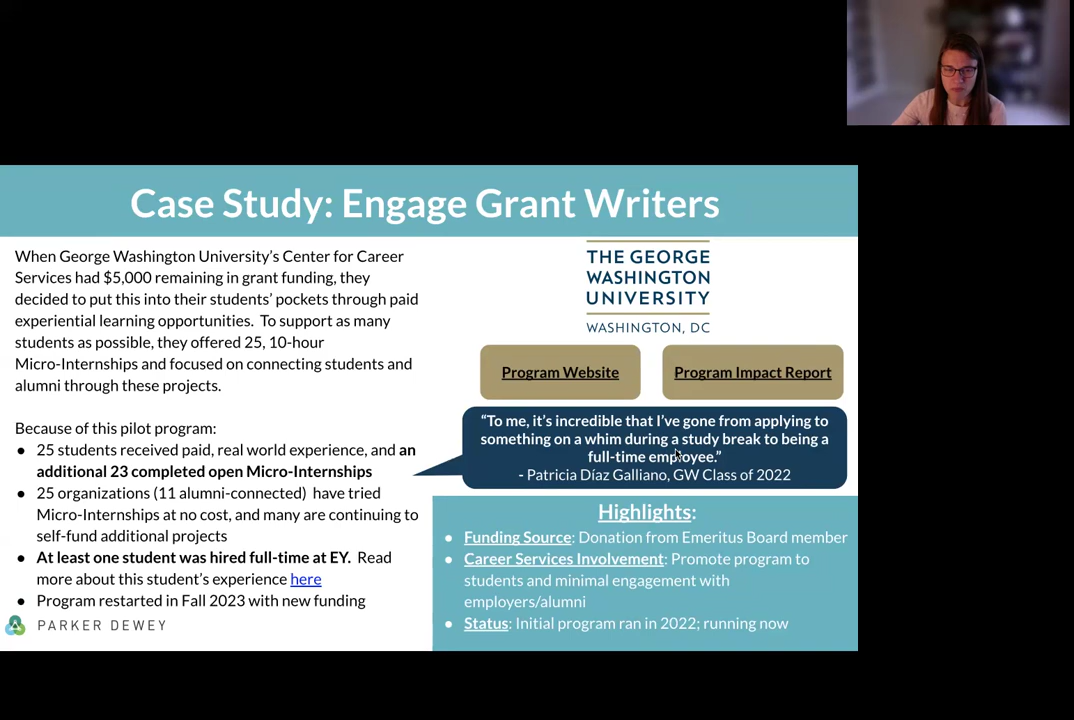 Case Study: Engage Grant Writers
When George Washington University’s Center for Career
Services had $5,000 remaining in grant funding, they
decided to put this into their students’ pockets through paid
experiential learning opportunities. To support as many
students as possible, they offered 25, 10-hour
Micro-Internships and focused on connecting students and
alumni through these projects.
Because of this pilot program:
● 25 students received paid, real world experience, and an
additional 23 completed open Micro-Internships
● 25 organizations (11 alumni-connected) have tried
Micro-Internships at no cost, and many are continuing to
self-fund additional projects
● At least one student was hired full-time at EY. Read
more about this student’s experience here
● Program restarted in Fall 2023 with new funding
PARKER DEWEY
THE GEORGE
WASHINGTON
UNIVERSITY
WASHINGTON, DC
Program Website
Program Impact Report
“To me, it’s incredible that I’ve gone from applying to
something on a whim during a study break to being a
full-time employee.”
- Patricia Díaz Galliano, GW Class of 2022
Highlights:
● Funding Source: Donation from Emeritus Board member
● Career Services Involvement: Promote program to
students and minimal engagement with
employers/alumni
● Status: Initial program ran in 2022; running now